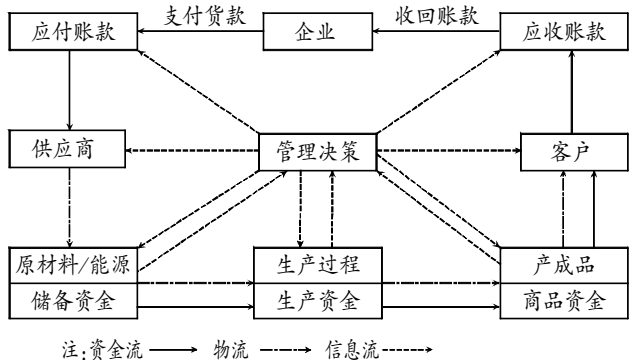 应付账款 支付货款 企业 收回账款 应收账款
供应商 管理决策 客户
原材料/能源 生产过程 产成品
储备资金 生产资金 商品资金
注:资金流 物流 信息流